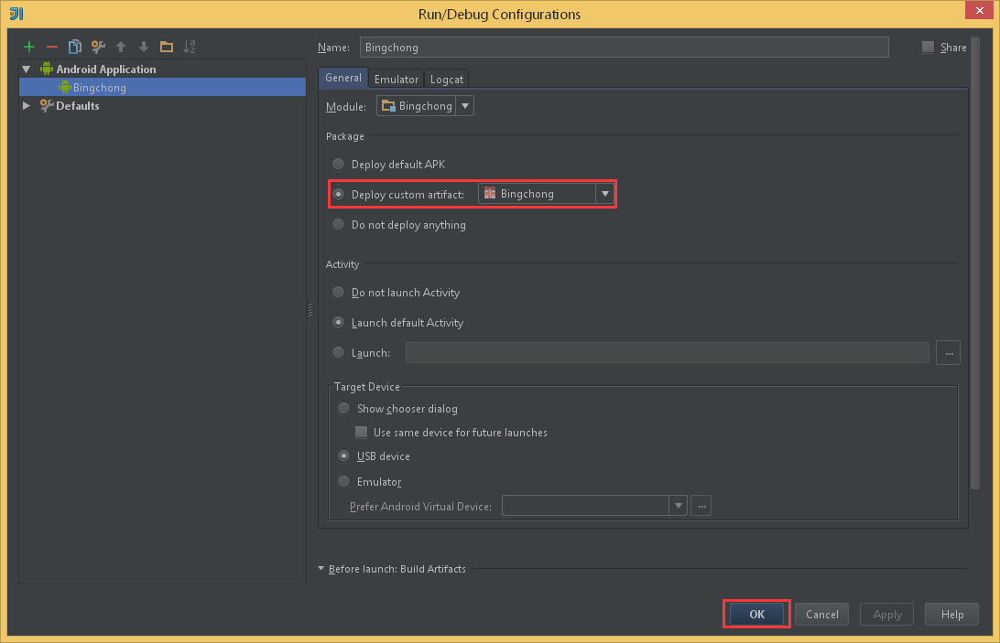 Run/Debug Configurations
Name: Bingchong Share
Android Application
Bingchong
Defaults
General Emulator Logcat
Module: Bingchong
Package
Deploy default APK
Deploy custom artifact: Bingchong
Do not deploy anything
Activity
Do not launch Activity
Launch default Activity
Launch: ...
Target Device
Show chooser dialog
Use same device for future launches
USB device
Emulator
Prefer Android Virtual Device: ...
Before launch: Build Artifacts
OK Cancel Apply Help